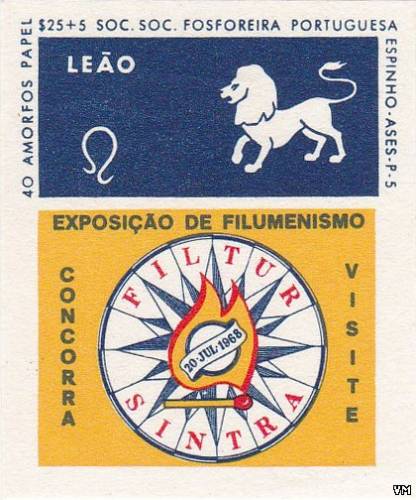 40 AMORFOS PAPEL
$25+5 SOC. SOC. FOSFOREIRA PORTUGUESA
ESPINHO-ASES-P-5
LEÃO
EXPOSIÇÃO DE FILUMENISMO
CONCORRA
VISITE
FILTUR
20·JUL·1968
SINTRA
VM